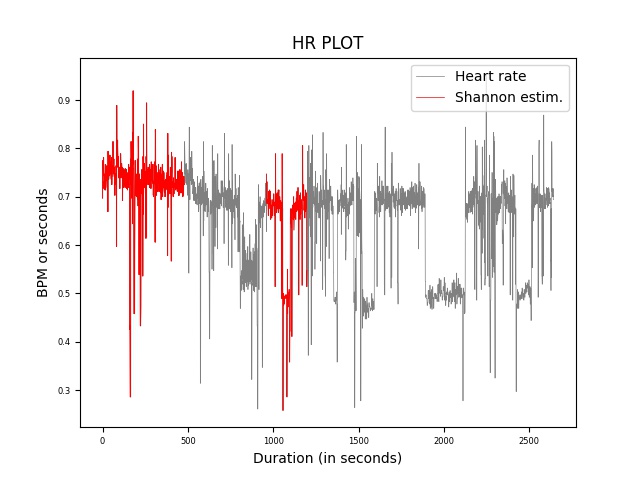 HR PLOT
Heart rate
Shannon estim.
BPM or seconds
0.9
0.8
0.7
0.6
0.5
0.4
0.3
0 500 1000 1500 2000 2500
Duration (in seconds)